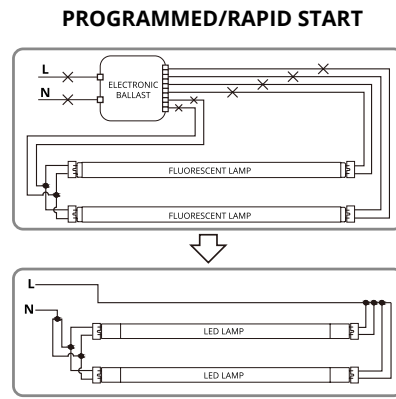 PROGRAMMED/RAPID START
L
N
ELECTRONIC
BALLAST
FLUORESCENT LAMP
FLUORESCENT LAMP
L
N
LED LAMP
LED LAMP